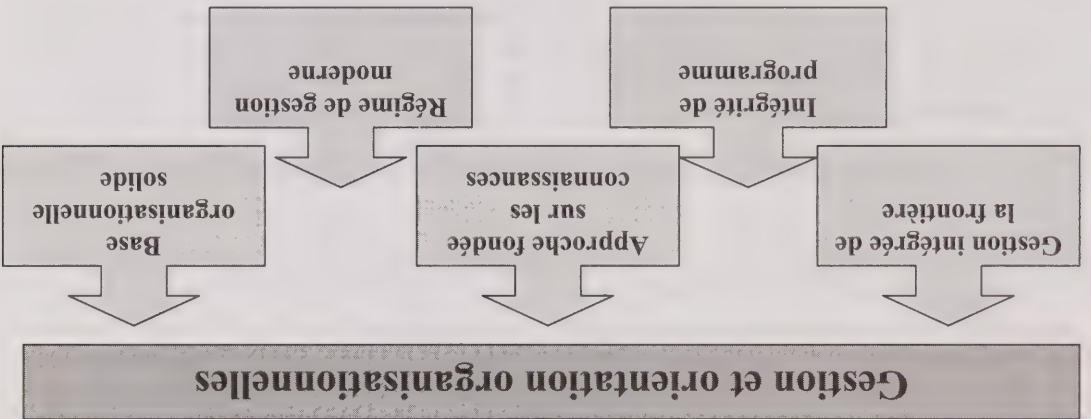 Gestion et orientation organisationnelles
Gestion intégrée de
la frontière
Approche fondée
sur les
connaissances
Base
organisationnelle
solide
Intégrité de
programme
Régime de gestion
moderne